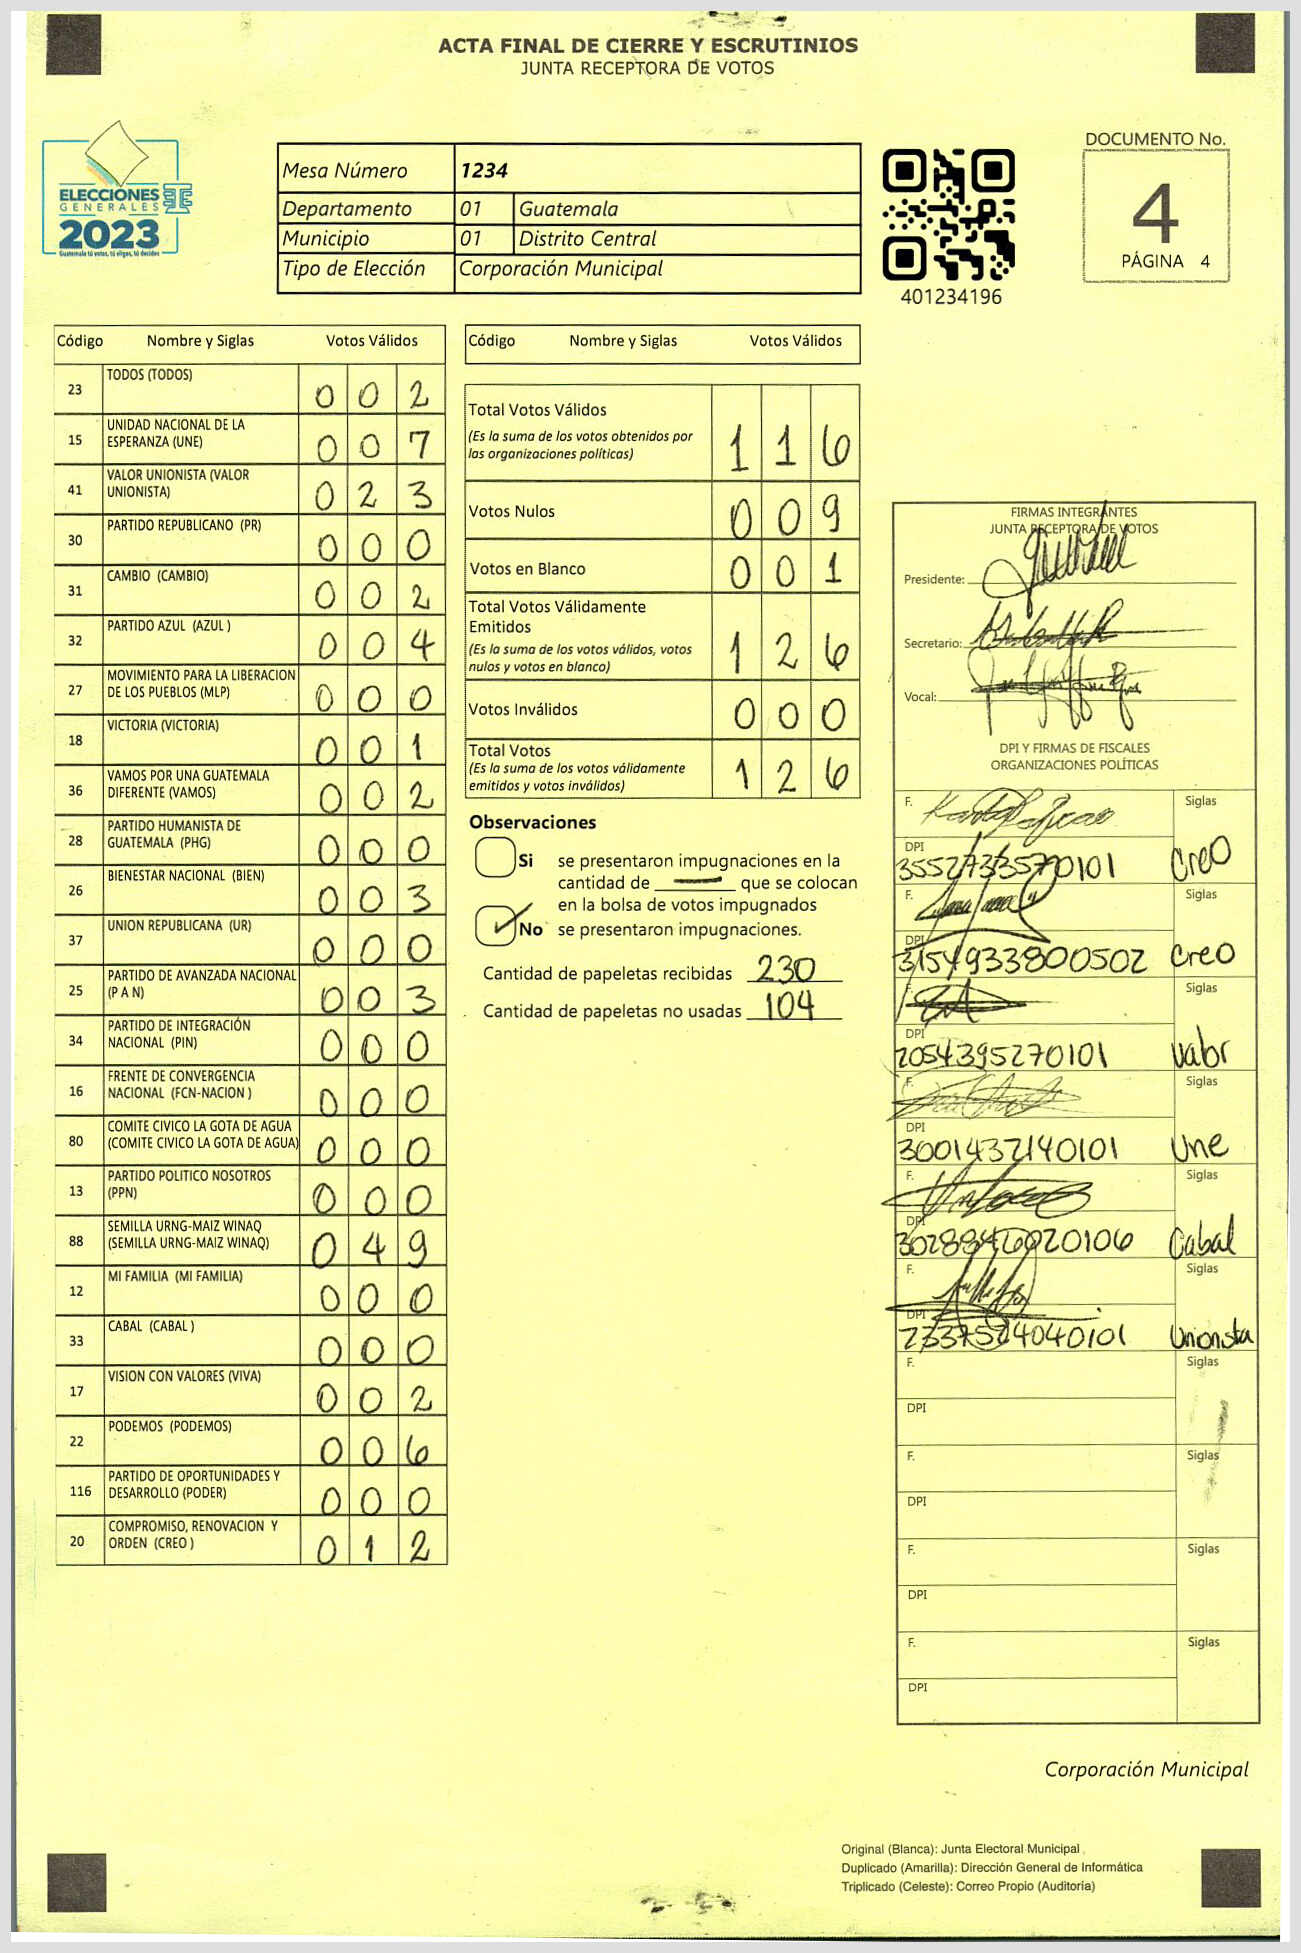 ACTA FINAL DE CIERRE Y ESCRUTINIOS
JUNTA RECEPTORA DE VOTOS
ELECCIONES
GENERALES
2023
Guatemala tú votas, tú eliges, tú decides
Mesa Número 1234
Departamento 01 Guatemala
Municipio 01 Distrito Central
Tipo de Elección Corporación Municipal
401234196
DOCUMENTO No.
4
PÁGINA 4
Código Nombre y Siglas Votos Válidos
23 TODOS (TODOS) 0 0 2
15 UNIDAD NACIONAL DE LA
ESPERANZA (UNE) 0 0 7
41 VALOR UNIONISTA (VALOR
UNIONISTA) 0 2 3
30 PARTIDO REPUBLICANO (PR) 0 0 0
31 CAMBIO (CAMBIO) 0 0 2
32 PARTIDO AZUL (AZUL ) 0 0 4
27 MOVIMIENTO PARA LA LIBERACION
DE LOS PUEBLOS (MLP) 0 0 0
18 VICTORIA (VICTORIA) 0 0 1
36 VAMOS POR UNA GUATEMALA
DIFERENTE (VAMOS) 0 0 2
28 PARTIDO HUMANISTA DE
GUATEMALA (PHG) 0 0 0
26 BIENESTAR NACIONAL (BIEN) 0 0 3
37 UNION REPUBLICANA (UR) 0 0 0
25 PARTIDO DE AVANZADA NACIONAL
(P A N) 0 0 3
34 PARTIDO DE INTEGRACIÓN
NACIONAL (PIN) 0 0 0
16 FRENTE DE CONVERGENCIA
NACIONAL (FCN-NACION ) 0 0 0
80 COMITE CIVICO LA GOTA DE AGUA
(COMITE CIVICO LA GOTA DE AGUA) 0 0 0
13 PARTIDO POLITICO NOSOTROS
(PPN) 0 0 0
88 SEMILLA URNG-MAIZ WINAQ
(SEMILLA URNG-MAIZ WINAQ) 0 4 9
12 MI FAMILIA (MI FAMILIA) 0 0 0
33 CABAL (CABAL ) 0 0 0
17 VISION CON VALORES (VIVA) 0 0 2
22 PODEMOS (PODEMOS) 0 0 6
116 PARTIDO DE OPORTUNIDADES Y
DESARROLLO (PODER) 0 0 0
20 COMPROMISO, RENOVACION Y
ORDEN (CREO ) 0 1 2
Código Nombre y Siglas Votos Válidos
Total Votos Válidos
(Es la suma de los votos obtenidos por
las organizaciones políticas) 1 1 6
Votos Nulos 0 0 9
Votos en Blanco 0 0 1
Total Votos Válidamente
Emitidos
(Es la suma de los votos válidos, votos
nulos y votos en blanco) 1 2 6
Votos Inválidos 0 0 0
Total Votos
(Es la suma de los votos válidamente
emitidos y votos inválidos) 1 2 6
Observaciones
Si se presentaron impugnaciones en la
cantidad de que se colocan
en la bolsa de votos impugnados
No se presentaron impugnaciones.
Cantidad de papeletas recibidas 230
Cantidad de papeletas no usadas 104
FIRMAS INTEGRANTES
JUNTA RECEPTORA DE VOTOS
Presidente:
Secretario:
Vocal:
DPI Y FIRMAS DE FISCALES
ORGANIZACIONES POLÍTICAS
F. Siglas
DPI
CreO
F. Siglas
DPI
3154933800502 Creo
F. Siglas
DPI
2054395270101 Valor
F. Siglas
DPI
3001432140101 Une
F. Siglas
DPI
Cabal
F. Siglas
DPI
Unionista
F. Siglas
DPI
F. Siglas
DPI
F. Siglas
DPI
F. Siglas
DPI
Corporación Municipal
Original (Blanca): Junta Electoral Municipal
Duplicado (Amarilla): Dirección General de Informática
Triplicado (Celeste): Correo Propio (Auditoría)